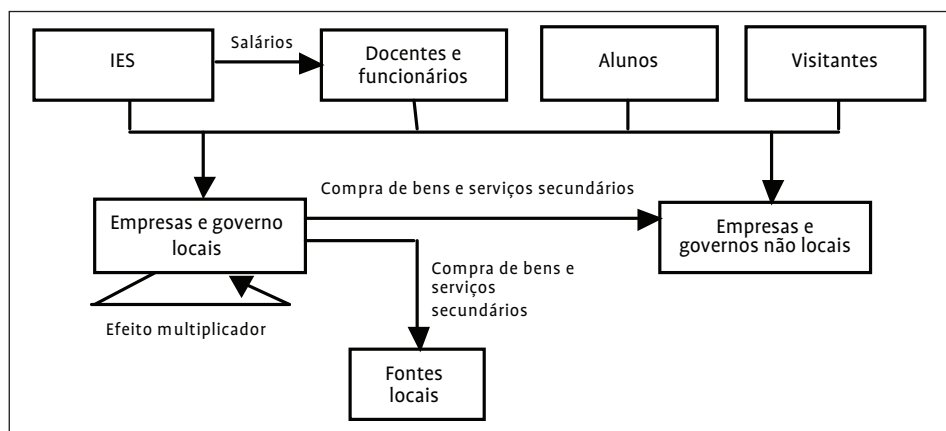 IES
Salários
Docentes e
funcionários
Alunos
Visitantes
Compra de bens e serviços secundários
Empresas e governo
locais
Empresas e
governos não locais
Compra de bens e
serviços
secundários
Efeito multiplicador
Fontes
locais